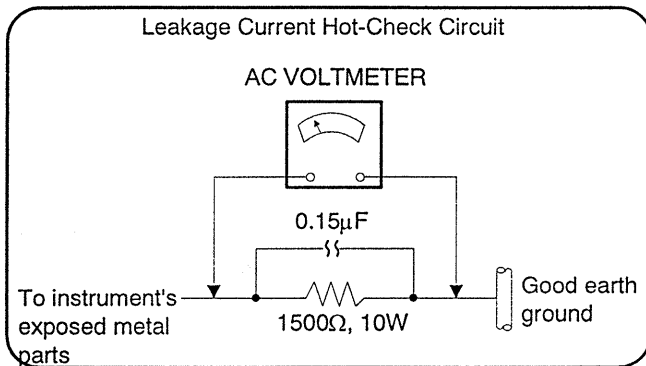 Leakage Current Hot-Check Circuit
AC VOLTMETER
0.15μF
To instrument's
exposed metal
parts
1500Ω, 10W
Good earth
ground